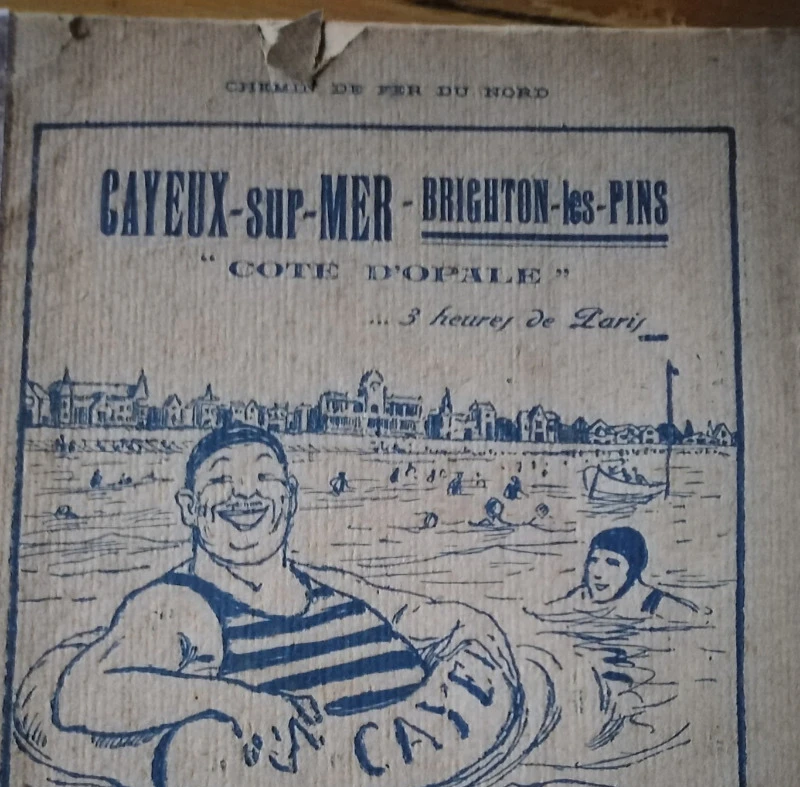 CHEMIN DE FER DU NORD
CAYEUX-sur-MER - BRIGHTON-les-PINS
“COTE D'OPALE”
... 3 heures de Paris
CAYEU